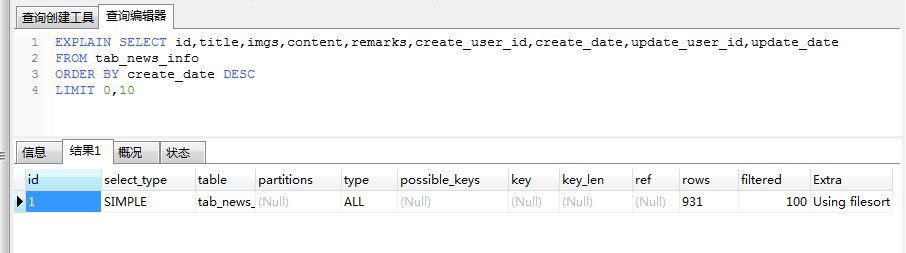 查询创建工具 查询编辑器
1 EXPLAIN SELECT id,title,imgs,content,remarks,create_user_id,create_date,update_user_id,update_date
2 FROM tab_news_info
3 ORDER BY create_date DESC
4 LIMIT 0,10
信息 结果1 概况 状态
id select_type table partitions type possible_keys key key_len ref rows filtered Extra
1 SIMPLE tab_news_ (Null) ALL (Null) (Null) (Null) (Null) 931 100 Using filesort